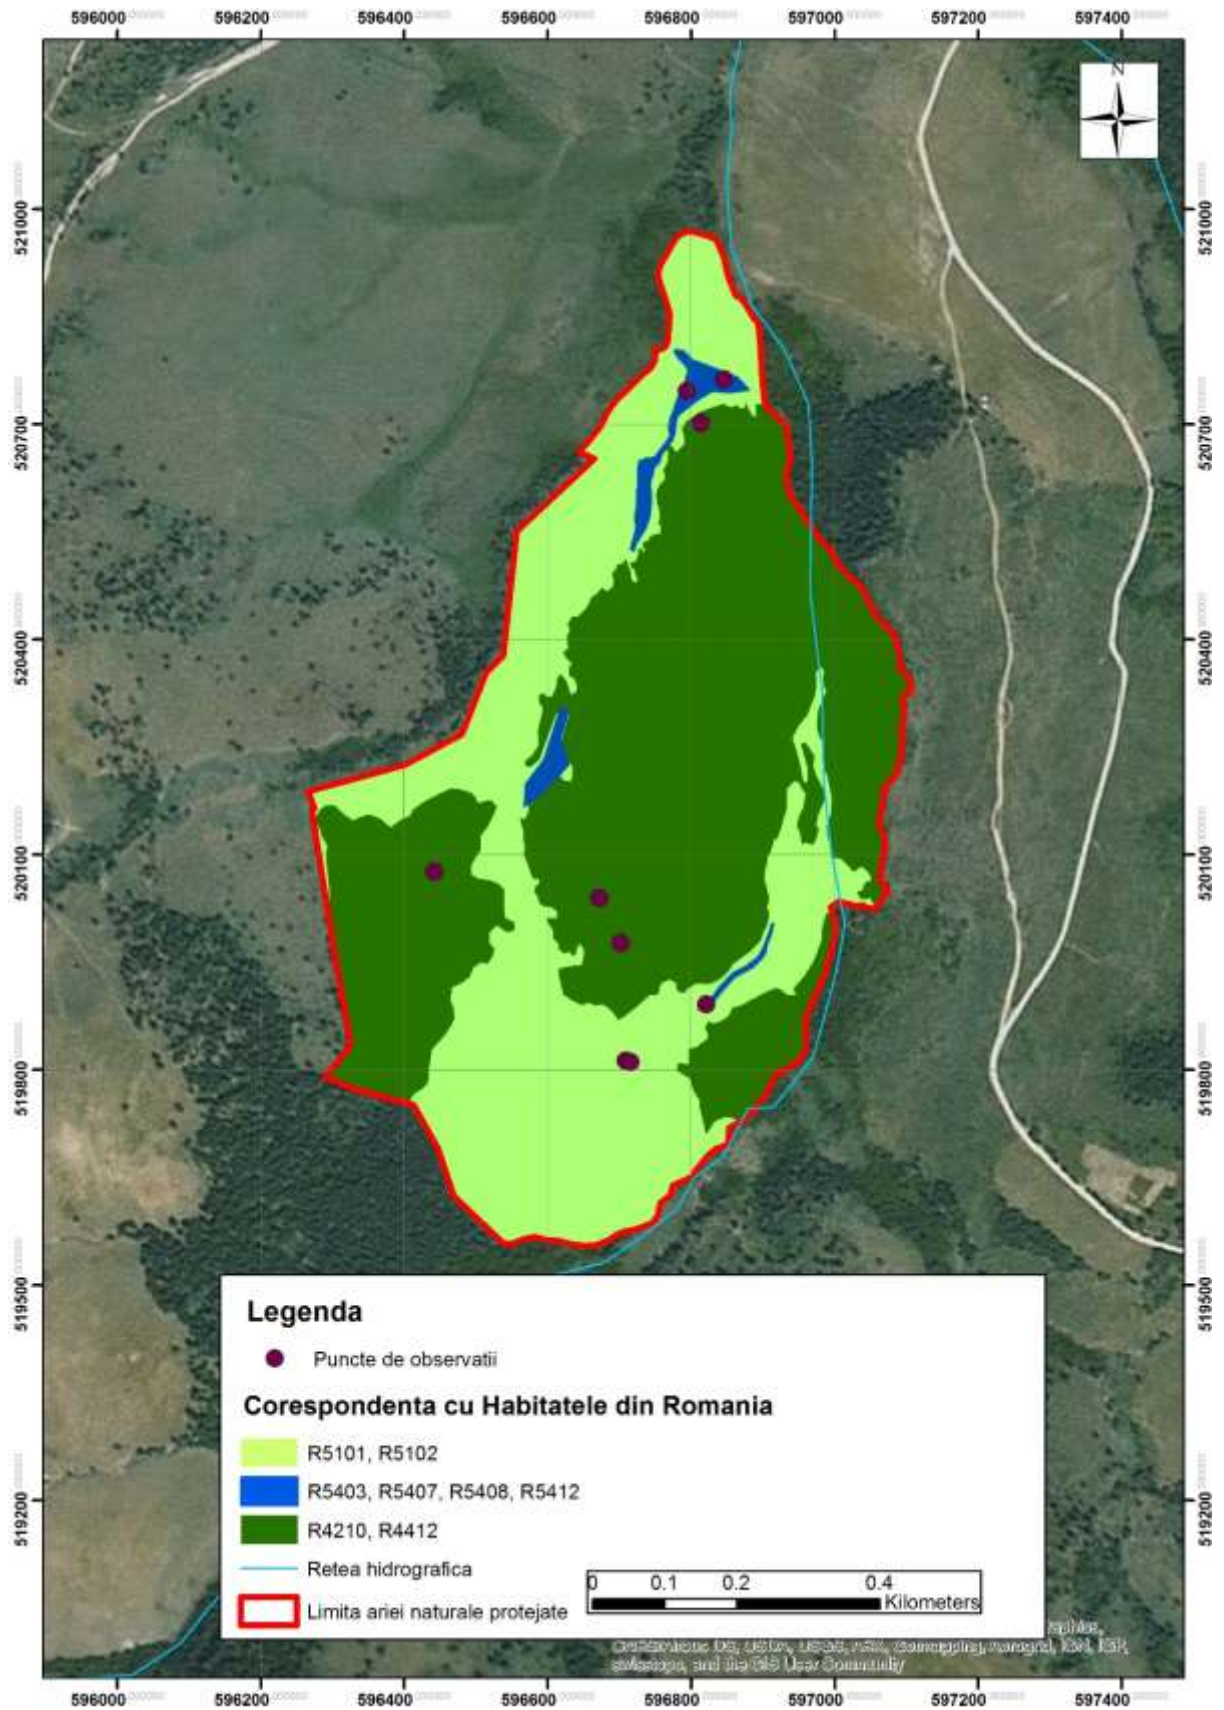 596000 596200 596400 596600 596800 597000 597200 597400
N
521000
521000
520700
520700
520400
520400
520100
520100
519800
519800
519500
519500
519200
519200
Legenda
Puncte de observatii
Corespondenta cu Habitatele din Romania
R5101, R5102
R5403, R5407, R5408, R5412
R4210, R4412
Retea hidrografica
Limita ariei naturale protejate
0 0.1 0.2 0.4
Kilometers
swisstopo, and the GIS User Community
596000 596200 596400 596600 596800 597000 597200 597400